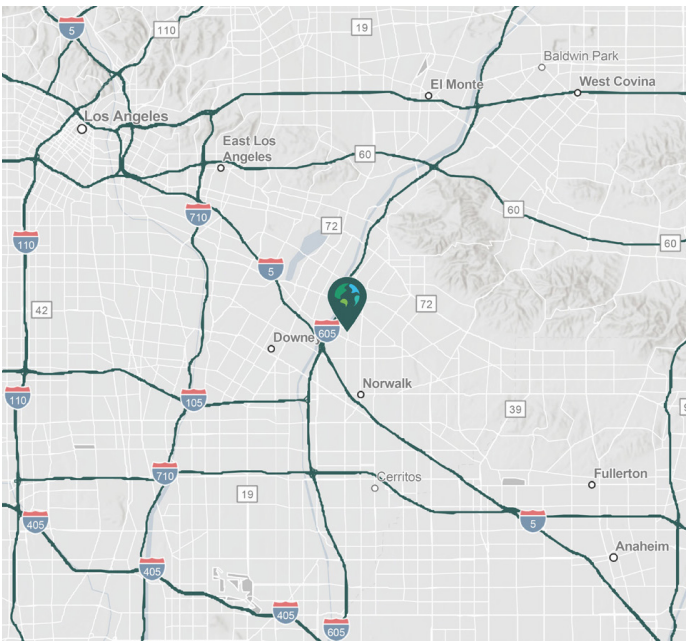 5
110
19
Baldwin Park
El Monte
West Covina
Los Angeles
East Los
Angeles
60
710
60
72
110
60
5
42
72
605
Downey
Norwalk
110
105
39
710
Cerritos
Fullerton
19
405
5
Anaheim
405
405
605